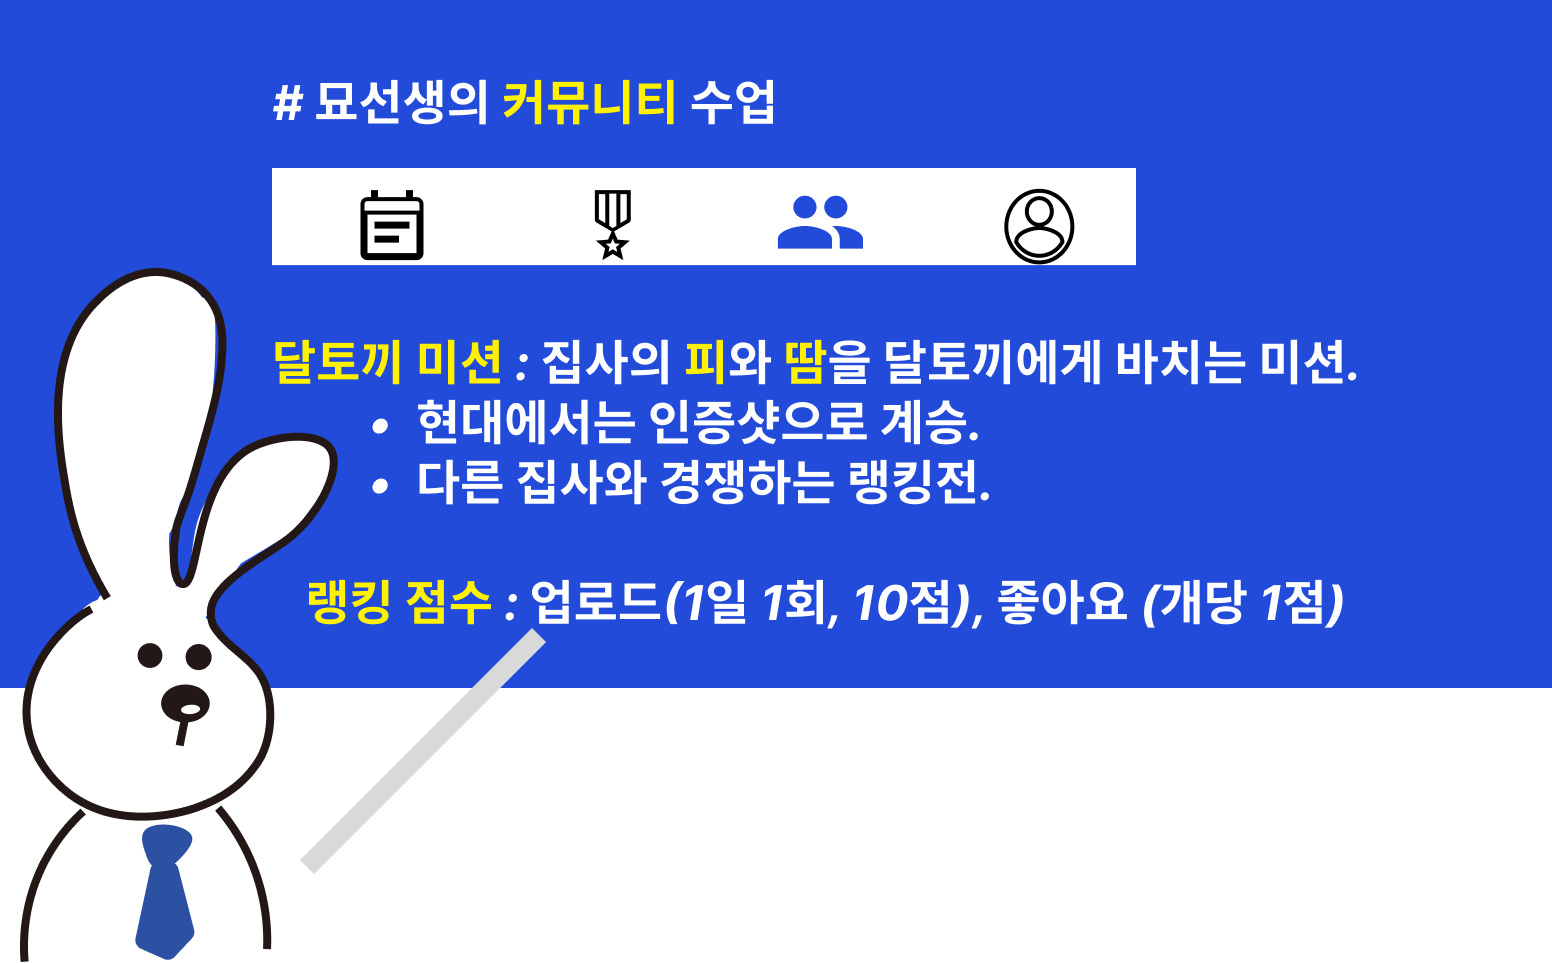 # 묘선생의 커뮤니티 수업
달토끼 미션 : 집사의 피와 땀을 달토끼에게 바치는 미션.
• 현대에서는 인증샷으로 계승.
• 다른 집사와 경쟁하는 랭킹전.
랭킹 점수 : 업로드(1일 1회, 10점), 좋아요 (개당 1점)